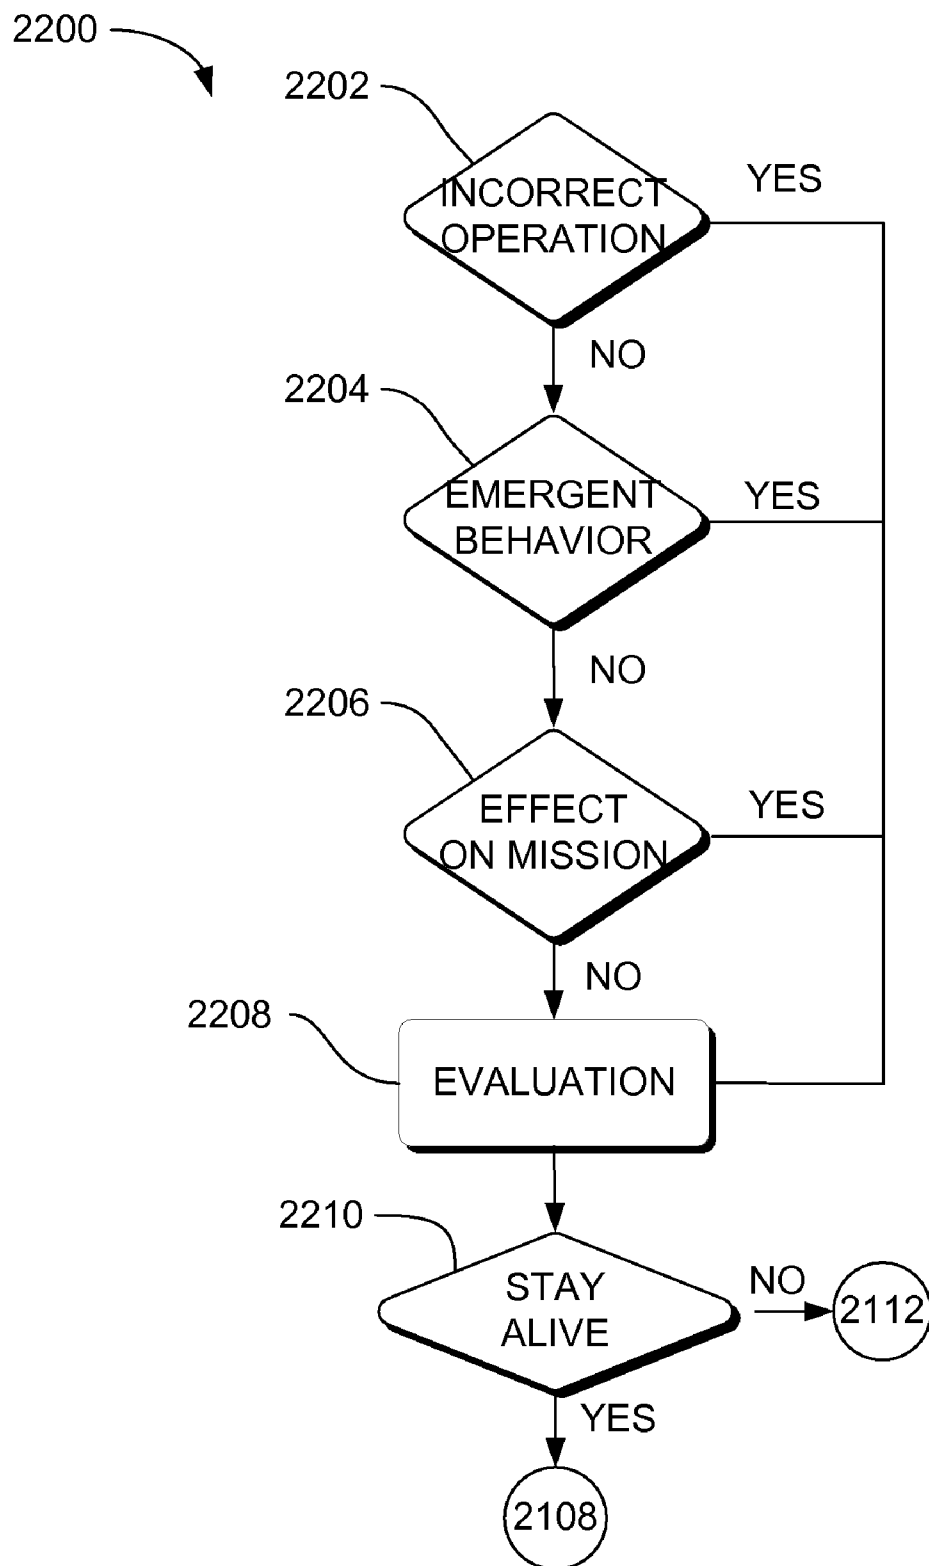 2200
2202
INCORRECT
OPERATION
YES
NO
2204
EMERGENT
BEHAVIOR
YES
NO
2206
EFFECT
ON MISSION
YES
NO
2208
EVALUATION
2210
STAY
ALIVE
NO
2112
YES
2108